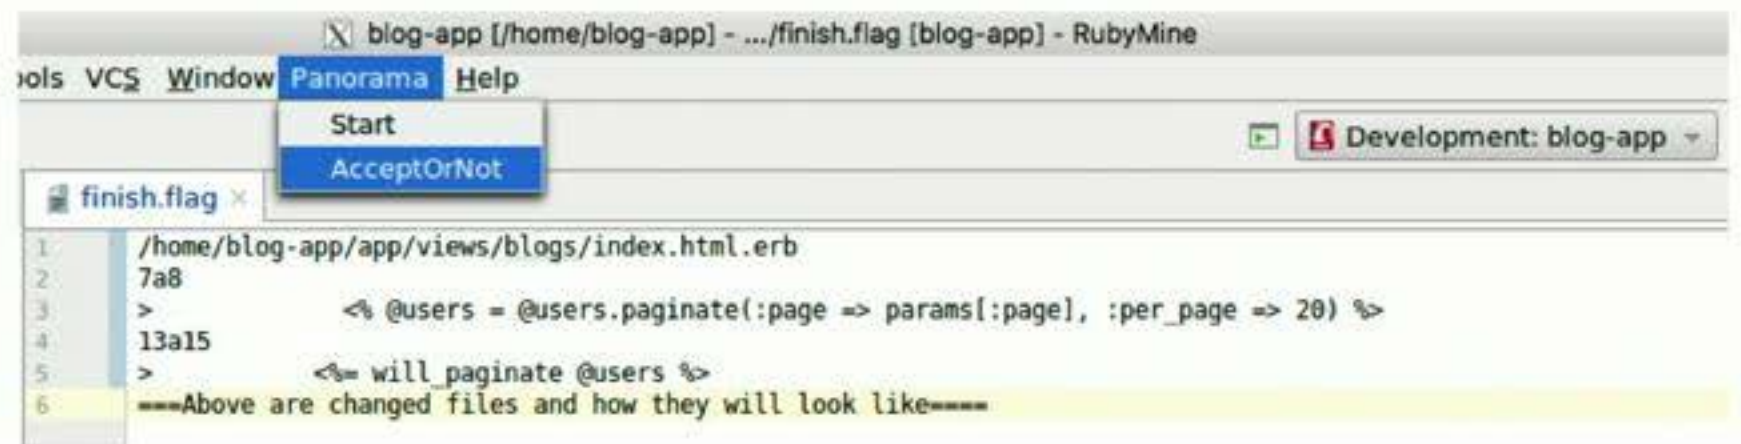 blog-app [/home/blog-app] - .../finish.flag [blog-app] - RubyMine
ools VCS Window Panorama Help
Start
AcceptOrNot
Development: blog-app
finish.flag
1 /home/blog-app/app/views/blogs/index.html.erb
2 7a8
3 > <% @users = @users.paginate(:page => params[:page], :per_page => 20) %>
4 13a15
5 > <%= will_paginate @users %>
6 ===Above are changed files and how they will look like====